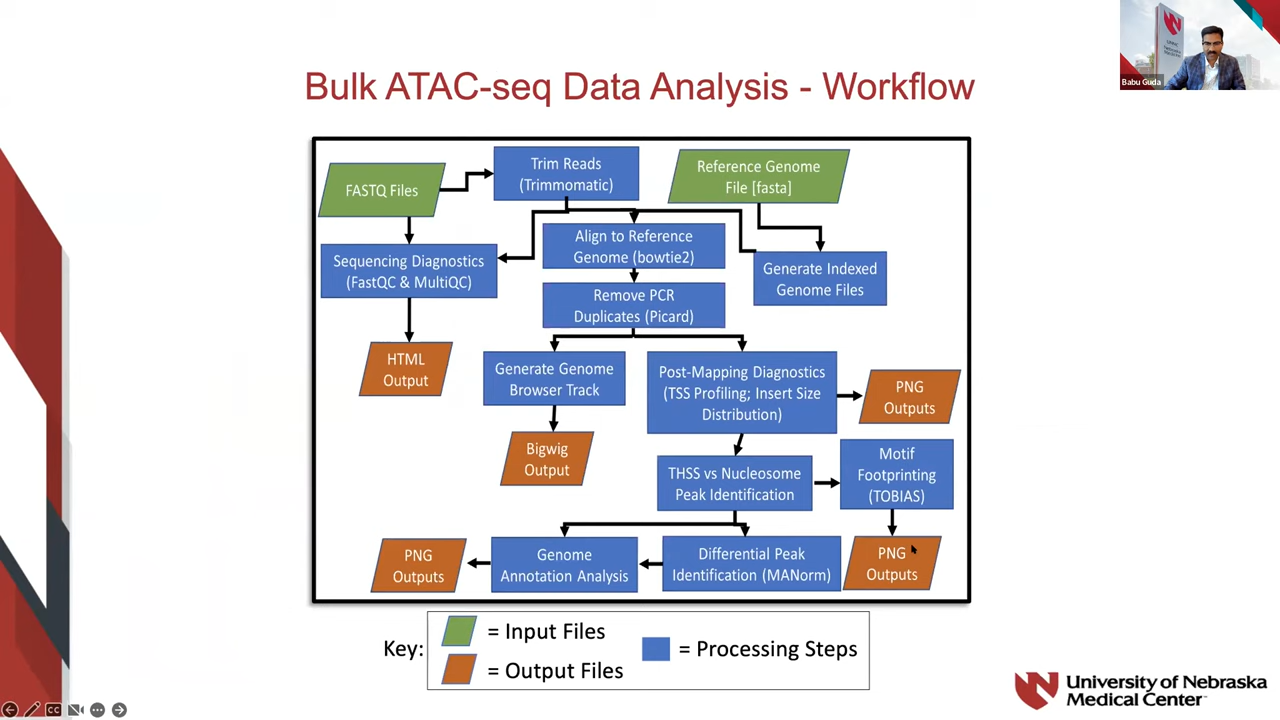 Babu Guda
Bulk ATAC-seq Data Analysis - Workflow
FASTQ Files
Trim Reads
(Trimmomatic)
Reference Genome
File [fasta]
Sequencing Diagnostics
(FastQC & MultiQC)
Align to Reference
Genome (bowtie2)
Generate Indexed
Genome Files
Remove PCR
Duplicates (Picard)
HTML
Output
Generate Genome
Browser Track
Post-Mapping Diagnostics
(TSS Profiling; Insert Size
Distribution)
PNG
Outputs
Bigwig
Output
THSS vs Nucleosome
Peak Identification
Motif
Footprinting
(TOBIAS)
PNG
Outputs
Genome
Annotation Analysis
Differential Peak
Identification (MANorm)
PNG
Outputs
Key:
= Input Files
= Output Files
= Processing Steps
University of Nebraska
Medical Center
CC